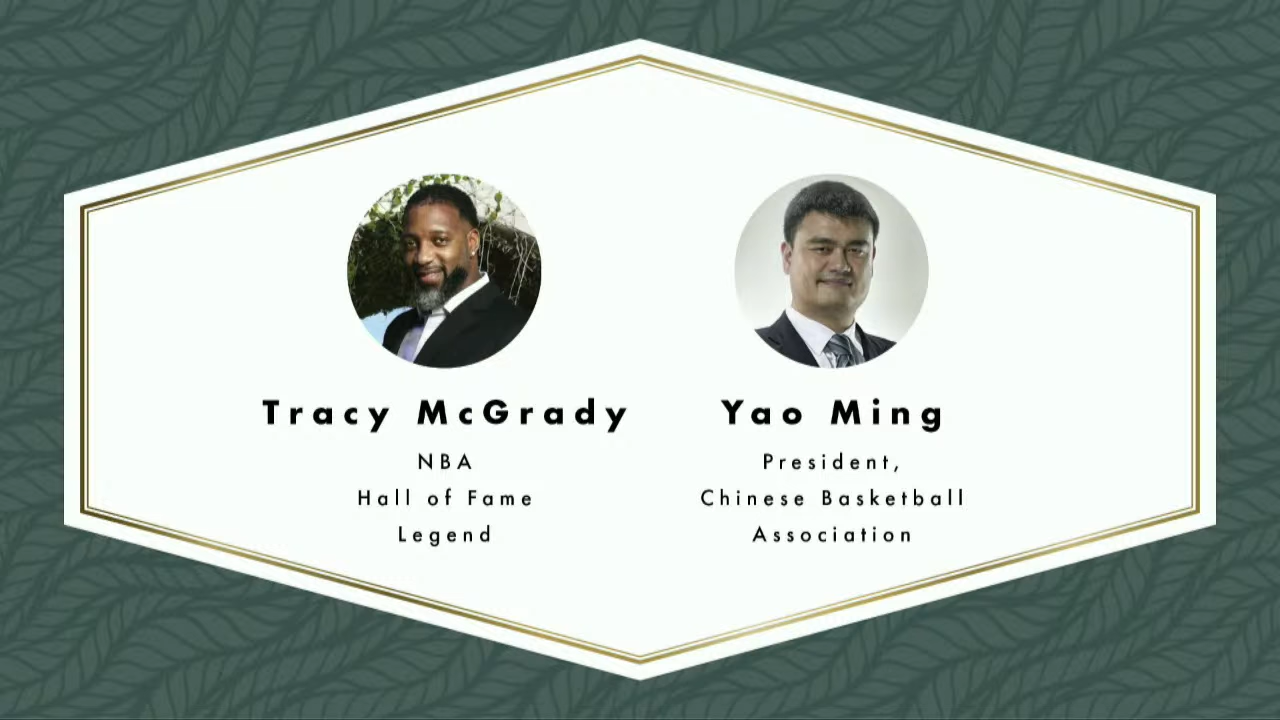 Tracy McGrady
NBA
Hall of Fame
Legend
Yao Ming
President,
Chinese Basketball
Association